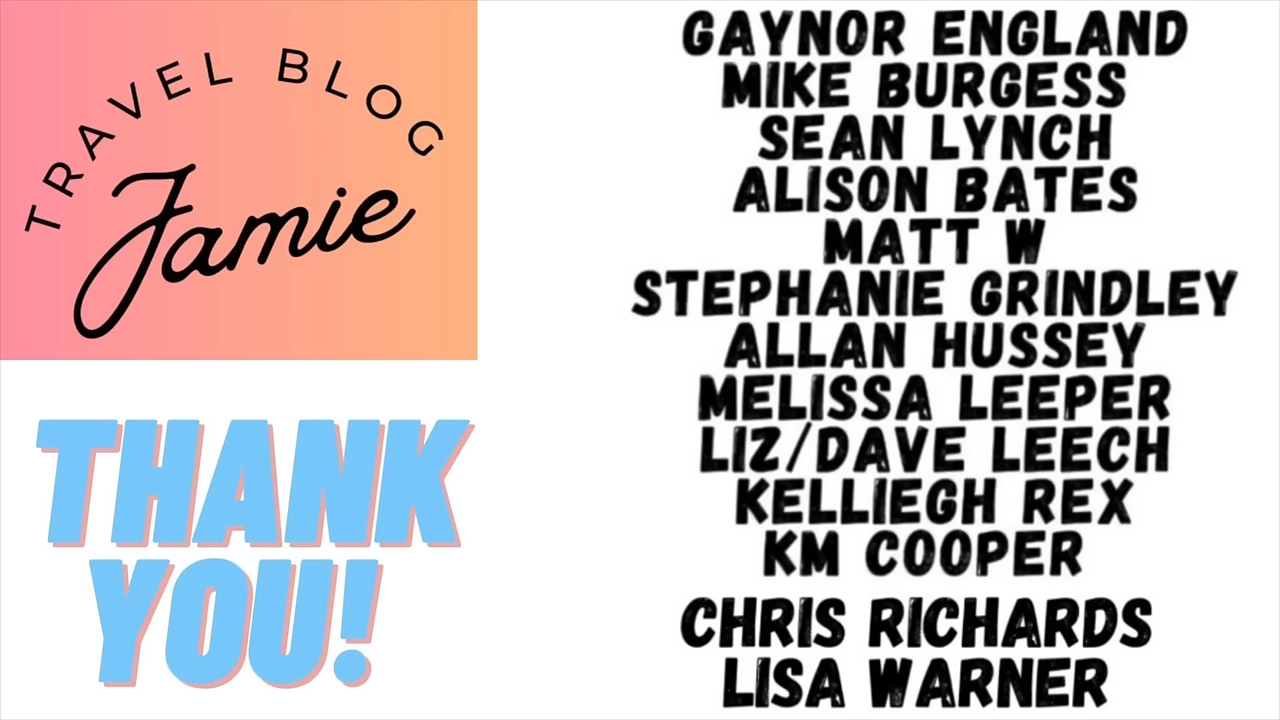 TRAVEL BLOG
Jamie
THANK
YOU!
GAYNOR ENGLAND
MIKE BURGESS
SEAN LYNCH
ALISON BATES
MATT W
STEPHANIE GRINDLEY
ALLAN HUSSEY
MELISSA LEEPER
LIZ/DAVE LEECH
KELLIEGH REX
KM COOPER
CHRIS RICHARDS
LISA WARNER